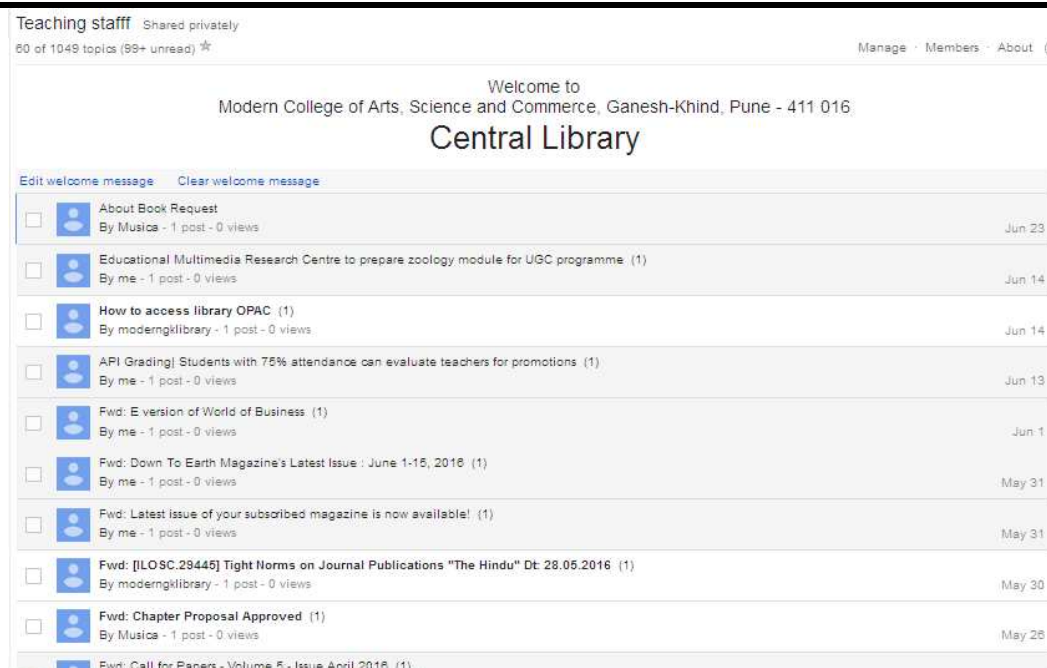 Teaching stafff Shared privately
60 of 1049 topics (99+ unread)
Manage · Members · About
Welcome to
Modern College of Arts, Science and Commerce, Ganesh-Khind, Pune - 411 016
Central Library
Edit welcome message Clear welcome message
About Book Request
By Musica - 1 post - 0 views Jun 23
Educational Multimedia Research Centre to prepare zoology module for UGC programme (1)
By me - 1 post - 0 views Jun 14
How to access library OPAC (1)
By moderngklibrary - 1 post - 0 views Jun 14
API Grading| Students with 75% attendance can evaluate teachers for promotions (1)
By me - 1 post - 0 views Jun 13
Fwd: E version of World of Business (1)
By me - 1 post - 0 views Jun 1
Fwd: Down To Earth Magazine's Latest Issue : June 1-15, 2016 (1)
By me - 1 post - 0 views May 31
Fwd: Latest issue of your subscribed magazine is now available! (1)
By me - 1 post - 0 views May 31
Fwd: [ILOSC.29445] Tight Norms on Journal Publications "The Hindu" Dt: 28.05.2016 (1)
By moderngklibrary - 1 post - 0 views May 30
Fwd: Chapter Proposal Approved (1)
By Musica - 1 post - 0 views May 26
Fwd: Call for Papers - Volume 5 - Issue April 2016 (1)